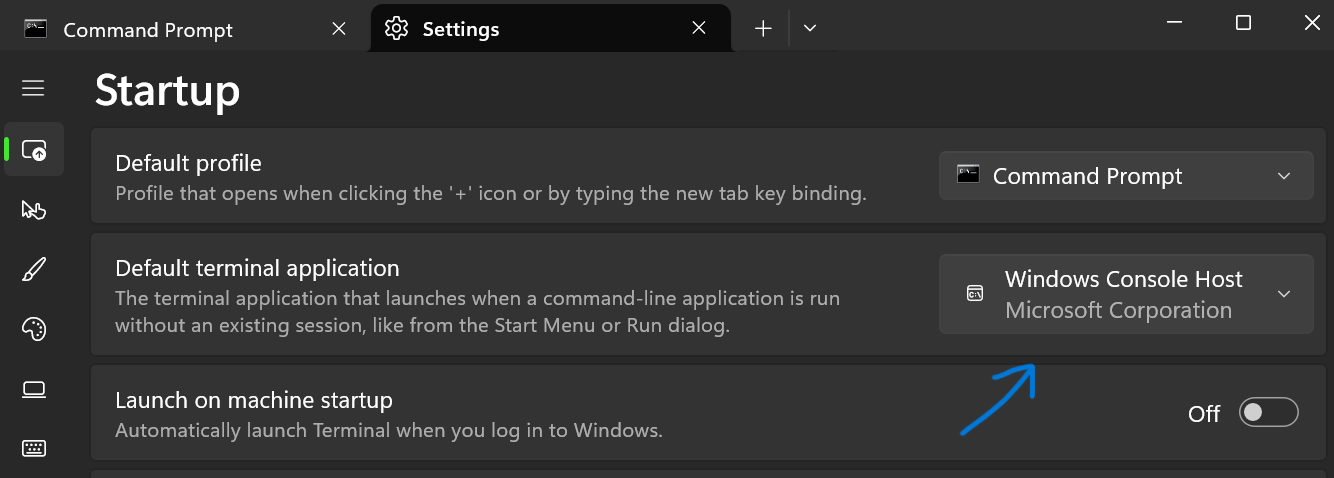 Command Prompt
Settings
Startup
Default profile
Profile that opens when clicking the '+' icon or by typing the new tab key binding.
Command Prompt
Default terminal application
The terminal application that launches when a command-line application is run
without an existing session, like from the Start Menu or Run dialog.
Windows Console Host
Microsoft Corporation
Launch on machine startup
Automatically launch Terminal when you log in to Windows.
Off